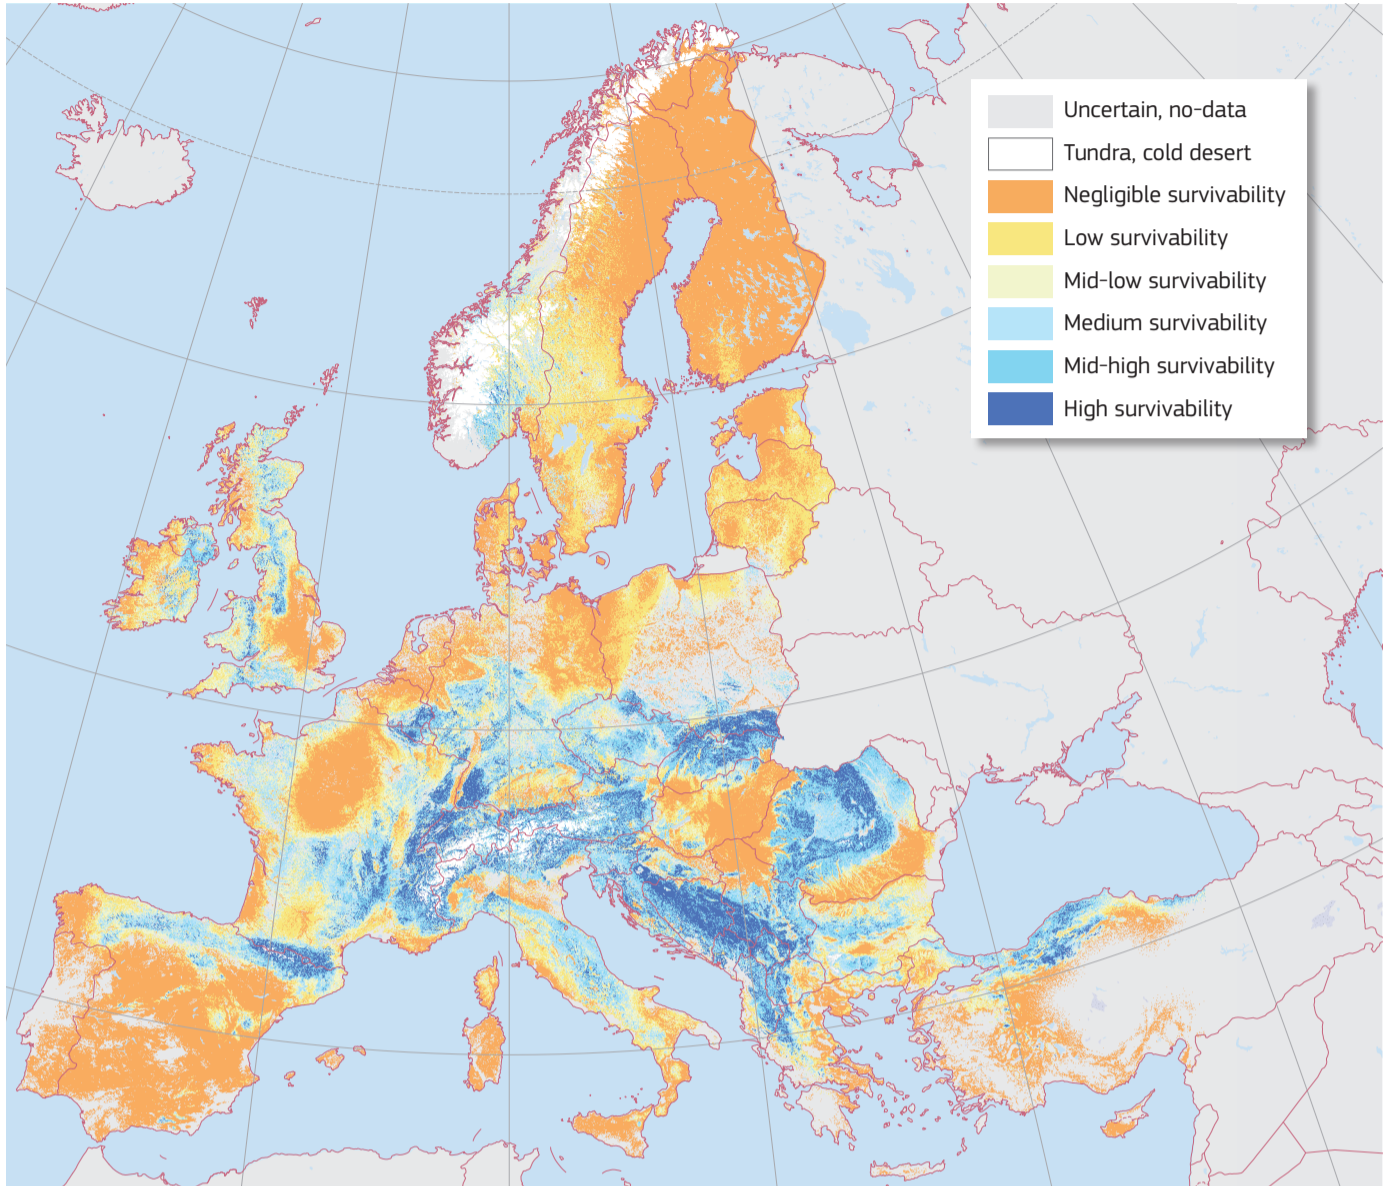 Uncertain, no-data
Tundra, cold desert
Negligible survivability
Low survivability
Mid-low survivability
Medium survivability
Mid-high survivability
High survivability